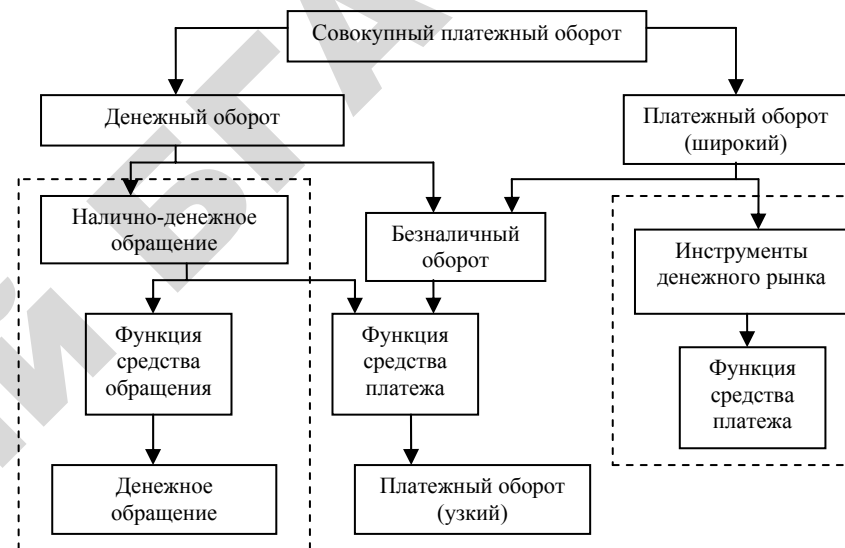 Совокупный платежный оборот
Денежный оборот
Платежный оборот
(широкий)
Налично-денежное
обращение
Безналичный
оборот
Инструменты
денежного рынка
Функция
средства
обращения
Функция
средства
платежа
Функция
средства
платежа
Денежное
обращение
Платежный оборот
(узкий)
й БГА